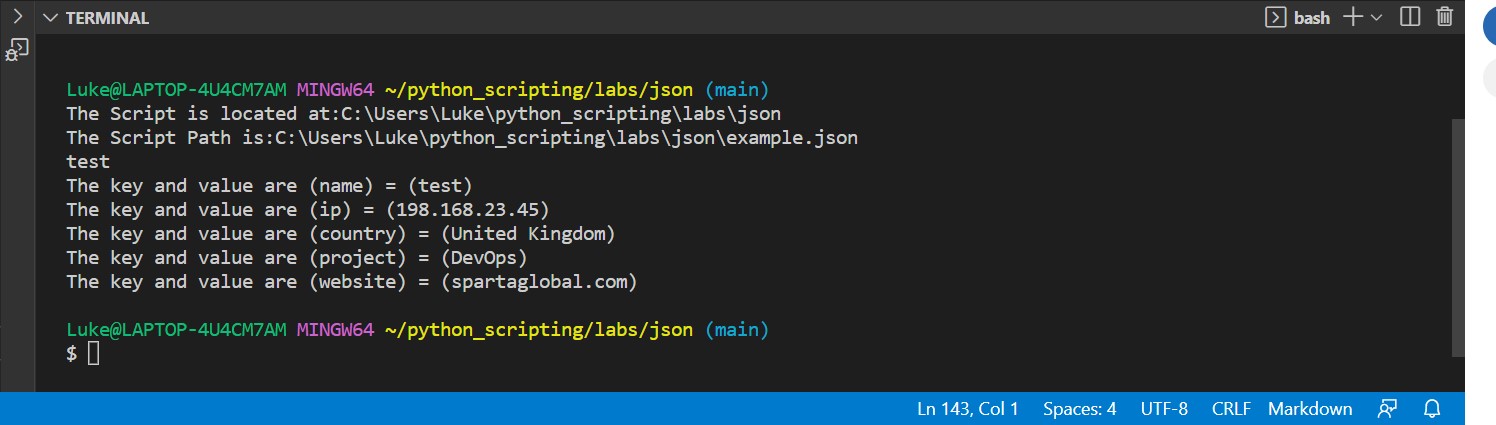 TERMINAL
bash
Luke@LAPTOP-4U4CM7AM MINGW64 ~/python_scripting/labs/json (main)
The Script is located at:C:\Users\Luke\python_scripting\labs\json
The Script Path is:C:\Users\Luke\python_scripting\labs\json\example.json
test
The key and value are (name) = (test)
The key and value are (ip) = (198.168.23.45)
The key and value are (country) = (United Kingdom)
The key and value are (project) = (DevOps)
The key and value are (website) = (spartaglobal.com)
Luke@LAPTOP-4U4CM7AM MINGW64 ~/python_scripting/labs/json (main)
$
Ln 143, Col 1 Spaces: 4 UTF-8 CRLF Markdown